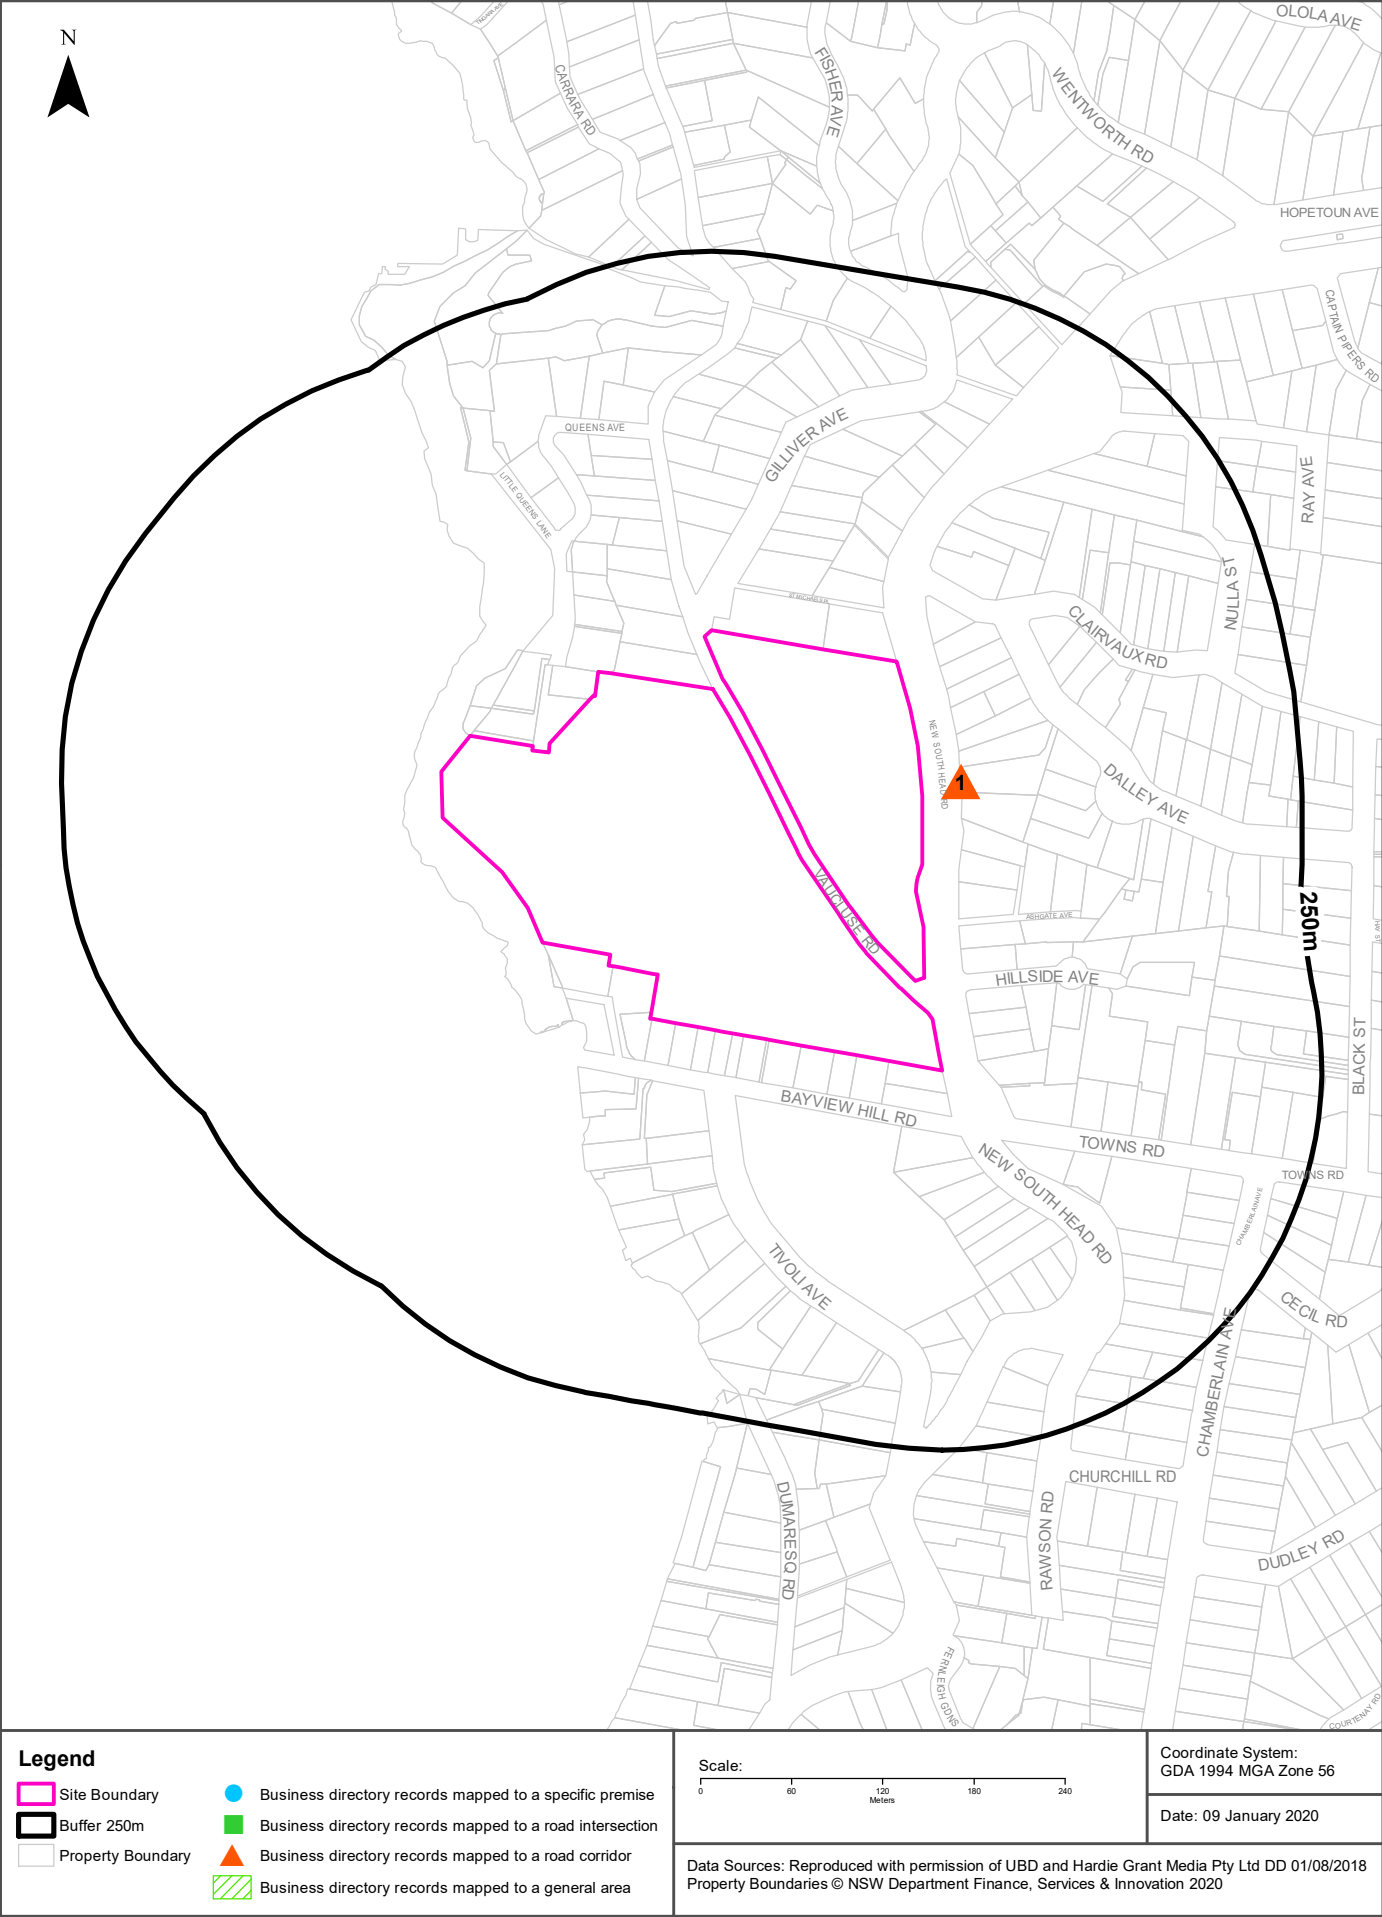 N
TINGARA AVE
OLOLA AVE
CARRARA RD
FISHER AVE
WENTWORTH RD
HOPETOUN AVE
CAPTAIN PIPERS RD
QUEENS AVE
GILLIVER AVE
LITTLE QUEENS LANE
RAY AVE
NULLA ST
ST MICHAELS PL
CLAIRVAUX RD
NEW SOUTH HEAD RD
1
DALLEY AVE
VAUCLUSE RD
250m
ASHGATE AVE
HILLSIDE AVE
BLACK ST
BAYVIEW HILL RD
TOWNS RD
NEW SOUTH HEAD RD
TOWNS RD
CHAMBERLAIN AVE
TIVOLI AVE
CECIL RD
CHAMBERLAIN AVE
CHURCHILL RD
DUMARESQ RD
RAWSON RD
DUDLEY RD
FERNLEIGH GDNS
COURTENAY RD
Legend
Site Boundary
Buffer 250m
Property Boundary
Business directory records mapped to a specific premise
Business directory records mapped to a road intersection
Business directory records mapped to a road corridor
Business directory records mapped to a general area
Scale:
0 60 120 180 240
Meters
Coordinate System:
GDA 1994 MGA Zone 56
Date: 09 January 2020
Data Sources: Reproduced with permission of UBD and Hardie Grant Media Pty Ltd DD 01/08/2018
Property Boundaries © NSW Department Finance, Services & Innovation 2020